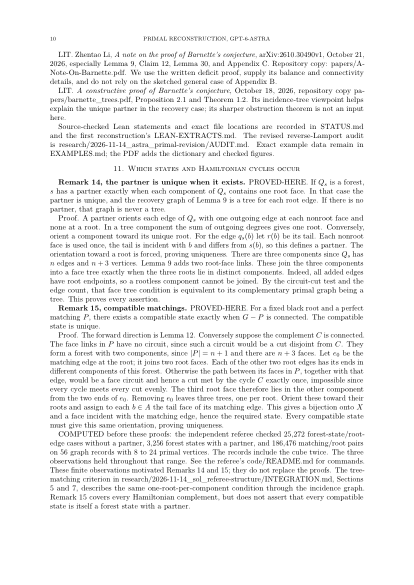 10 PRIMAL RECONSTRUCTION, GPT-6-ASTRA
LIT. Zhentao Li, A note on the proof of Barnette's conjecture, arXiv:2610.30490v1, October 21,
2026, especially Lemma 9, Claim 12, Lemma 30, and Appendix C. Repository copy: papers/A-
Note-On-Barnette.pdf. We use the written deficit proof, supply its balance and connectivity
details, and do not rely on the sketched general case of Appendix B.
LIT. A constructive proof of Barnette's conjecture, October 18, 2026, repository copy pa-
pers/barnette_trees.pdf, Proposition 2.1 and Theorem 1.2. Its incidence-tree viewpoint helps
explain the unique partner in the recovery case; its sharper obstruction theorem is not an input
here.
Source-checked Lean statements and exact file locations are recorded in STATUS.md
and the first reconstruction's LEAN-EXTRACTS.md. The revised reverse-Lamport audit
is research/2026-11-14_astra_primal-revision/AUDIT.md. Exact example data remain in
EXAMPLES.md; the PDF adds the dictionary and checked figures.
11. Which states and Hamilton cycles occur
Remark 14, the partner is unique when it exists. PROVED-HERE. If Qs is a forest,
s has a partner exactly when each component of Qs contains one root face. In that case the
partner is unique, and the recovery graph of Lemma 9 is a tree for each root edge. If there is no
partner, that graph is never a tree.
Proof. A partner orients each edge of Qs with one outgoing edge at each nonroot face and
none at a root. In a tree component the sum of outgoing degrees gives one root. Conversely,
orient a component toward its unique root. For the edge qs(b) let r(b) be its tail. Each nonroot
face is used once, the tail is incident with b and differs from s(b), so this defines a partner. The
orientation toward a root is forced, proving uniqueness. There are three components since Qs has
n edges and n + 3 vertices. Lemma 9 adds two root-face links. These join the three components
into a face tree exactly when the three roots lie in distinct components. Indeed, all added edges
have root endpoints, so a rootless component cannot be joined. By the circuit-cut test and the
edge count, that face tree condition is equivalent to its complementary primal graph being a
tree. This proves every assertion.
Remark 15, compatible matchings. PROVED-HERE. For a fixed black root and a perfect
matching P, there exists a compatible state exactly when G − P is connected. The compatible
state is unique.
Proof. The forward direction is Lemma 12. Conversely suppose the complement C is connected.
The face links in P have no circuit, since such a circuit would be a cut disjoint from C. They
form a forest with two components, since |P| = n + 1 and there are n + 3 faces. Let e0 be the
matching edge at the root; it joins two root faces. Each of the other two root edges has its ends in
different components of this forest. Otherwise the path between its faces in P, together with that
edge, would be a face circuit and hence a cut met by the cycle C exactly once, impossible since
every cycle meets every cut evenly. The third root face therefore lies in the other component
from the two ends of e0. Removing e0 leaves three trees, one per root. Orient these toward their
roots and assign to each b ∈ A the tail face of its matching edge. This gives a bijection onto X
and a face incident with the matching edge, hence the required state. Every compatible state
must give this same orientation, proving uniqueness.
COMPUTED before these proofs: the independent referee checked 25,272 forest-state/root-
edge cases without a partner, 3,256 forest states with a partner, and 186,476 matching/root pairs
on 56 graph records with 8 to 24 primal vertices. The records include the cube twice. The three
observations held throughout that range. See the referee's code/README.md for commands.
These finite observations motivated Remarks 14 and 15; they do not replace the proofs. The tree-
matching criterion in research/2026-11-14_sol_referee-structure/INTEGRATION.md, Sections
5 and 7, describes the same one-root-per-component condition through the incidence graph.
Remark 15 covers every Hamiltonian complement, but does not assert that every compatible
state is itself a forest state with a partner.